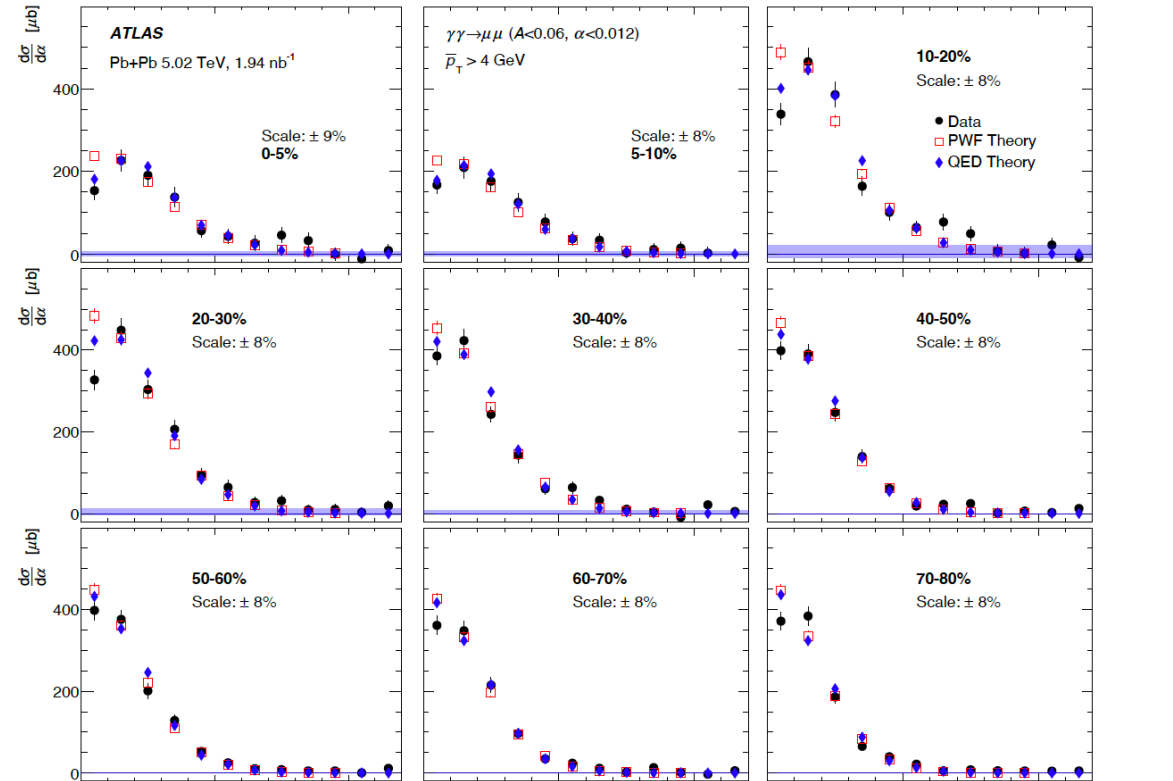 dσ/dα [μb]
ATLAS
Pb+Pb 5.02 TeV, 1.94 nb⁻¹
Scale: ± 9%
0-5%
400
200
0
γγ→μμ (A<0.06, α<0.012)
p̅_T > 4 GeV
Scale: ± 8%
5-10%
10-20%
Scale: ± 8%
Data
PWF Theory
QED Theory
dσ/dα [μb]
400
200
0
20-30%
Scale: ± 8%
30-40%
Scale: ± 8%
40-50%
Scale: ± 8%
dσ/dα [μb]
400
200
0
50-60%
Scale: ± 8%
60-70%
Scale: ± 8%
70-80%
Scale: ± 8%